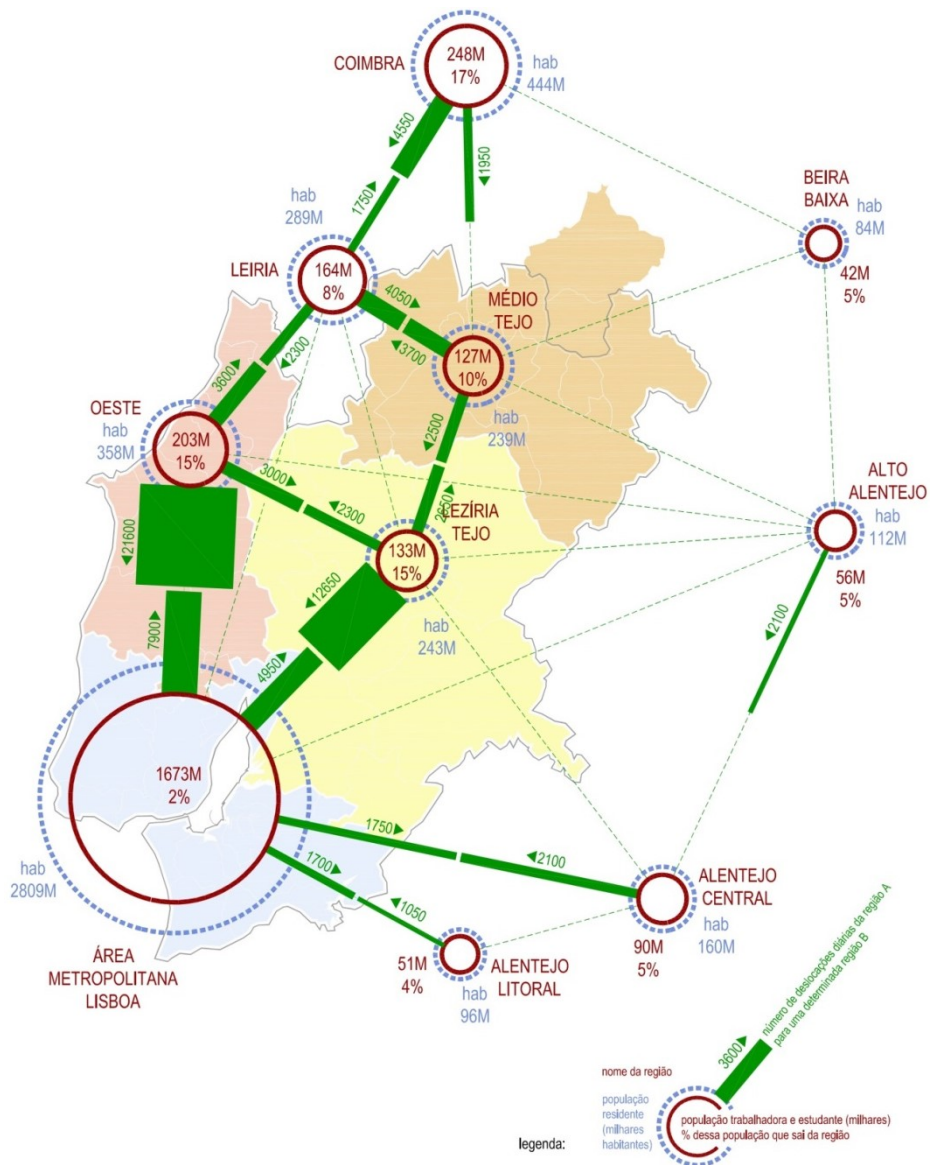 COIMBRA
248M
17%
hab
444M
◄4550
1750►
◄1950
BEIRA
BAIXA
hab
84M
42M
5%
hab
289M
LEIRIA
164M
8%
4050►
◄3700
MÉDIO
TEJO
127M
10%
hab
239M
3600►
◄2300
OESTE
hab
358M
203M
15%
3000►
◄2300
◄2500
2650►
LEZÍRIA
TEJO
133M
15%
hab
243M
ALTO
ALENTEJO
hab
112M
56M
5%
◄2100
◄21600
7900►
◄12650
4950►
1673M
2%
hab
2809M
ÁREA
METROPOLITANA
LISBOA
1750►
◄2100
1700►
◄1050
51M
4%
ALENTEJO
LITORAL
hab
96M
ALENTEJO
CENTRAL
hab
160M
90M
5%
número de deslocações diárias da região A
para uma determinada região B
3600►
nome da região
população
residente
(milhares
habitantes)
população trabalhadora e estudante (milhares)
% dessa população que sai da região
legenda: